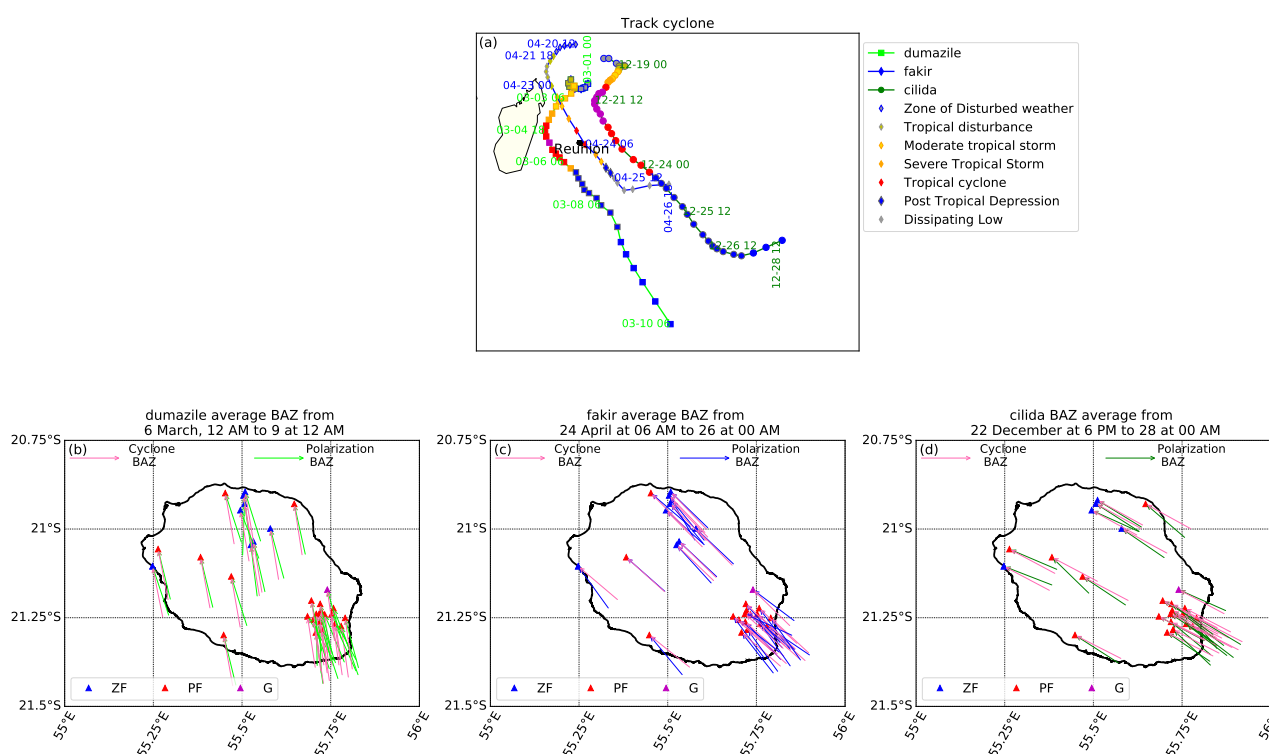 Track cyclone
(a)
04-20 12
04-21 18
04-23 00
03-01 00
12-19 00
03-03 06
12-21 12
03-04 18
Reunion
04-24 06
03-06 06
12-24 00
04-25 12
04-26 12
03-08 06
12-25 12
12-26 12
12-28 12
03-10 06
dumazile
fakir
cilida
Zone of Disturbed weather
Tropical disturbance
Moderate tropical storm
Severe Tropical Storm
Tropical cyclone
Post Tropical Depression
Dissipating Low
dumazile average BAZ from
6 March, 12 AM to 9 at 12 AM
(b)
Cyclone
BAZ
Polarization
BAZ
20.75°S
21°S
21.25°S
21.5°S
ZF
PF
G
55°E
55.25°E
55.5°E
55.75°E
56°E
fakir average BAZ from
24 April at 06 AM to 26 at 00 AM
(c)
Cyclone
BAZ
Polarization
BAZ
20.75°S
21°S
21.25°S
21.5°S
ZF
PF
G
55°E
55.25°E
55.5°E
55.75°E
56°E
cilida BAZ average from
22 December at 6 PM to 28 at 00 AM
(d)
Cyclone
BAZ
Polarization
BAZ
20.75°S
21°S
21.25°S
21.5°S
ZF
PF
G
55°E
55.25°E
55.5°E
55.75°E
56°E